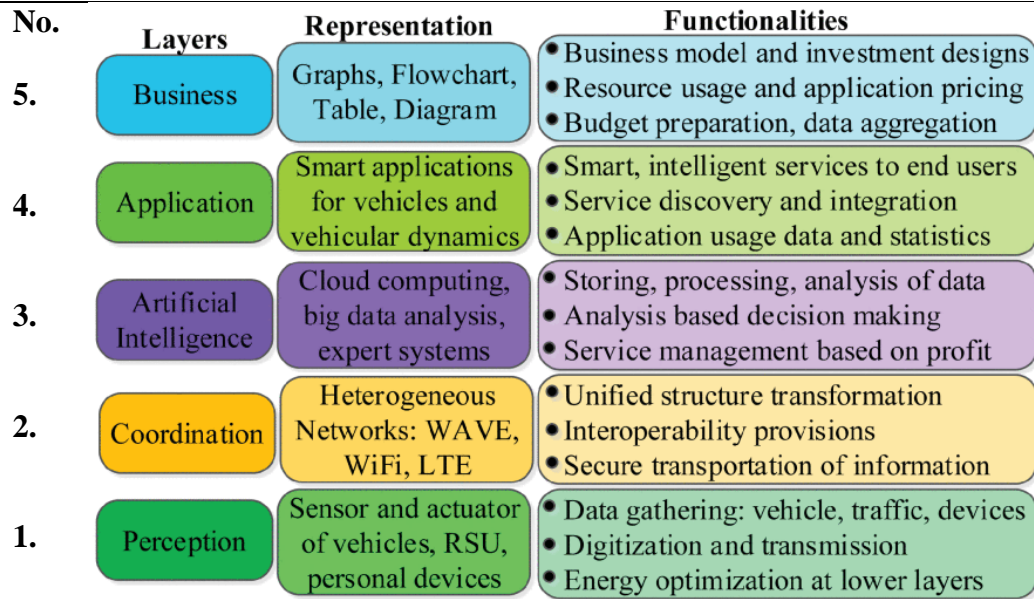 No.
Layers
Representation
Functionalities
5.
Business
Graphs, Flowchart,
Table, Diagram
• Business model and investment designs
• Resource usage and application pricing
• Budget preparation, data aggregation
4.
Application
Smart applications
for vehicles and
vehicular dynamics
• Smart, intelligent services to end users
• Service discovery and integration
• Application usage data and statistics
3.
Artificial
Intelligence
Cloud computing,
big data analysis,
expert systems
• Storing, processing, analysis of data
• Analysis based decision making
• Service management based on profit
2.
Coordination
Heterogeneous
Networks: WAVE,
WiFi, LTE
• Unified structure transformation
• Interoperability provisions
• Secure transportation of information
1.
Perception
Sensor and actuator
of vehicles, RSU,
personal devices
• Data gathering: vehicle, traffic, devices
• Digitization and transmission
• Energy optimization at lower layers